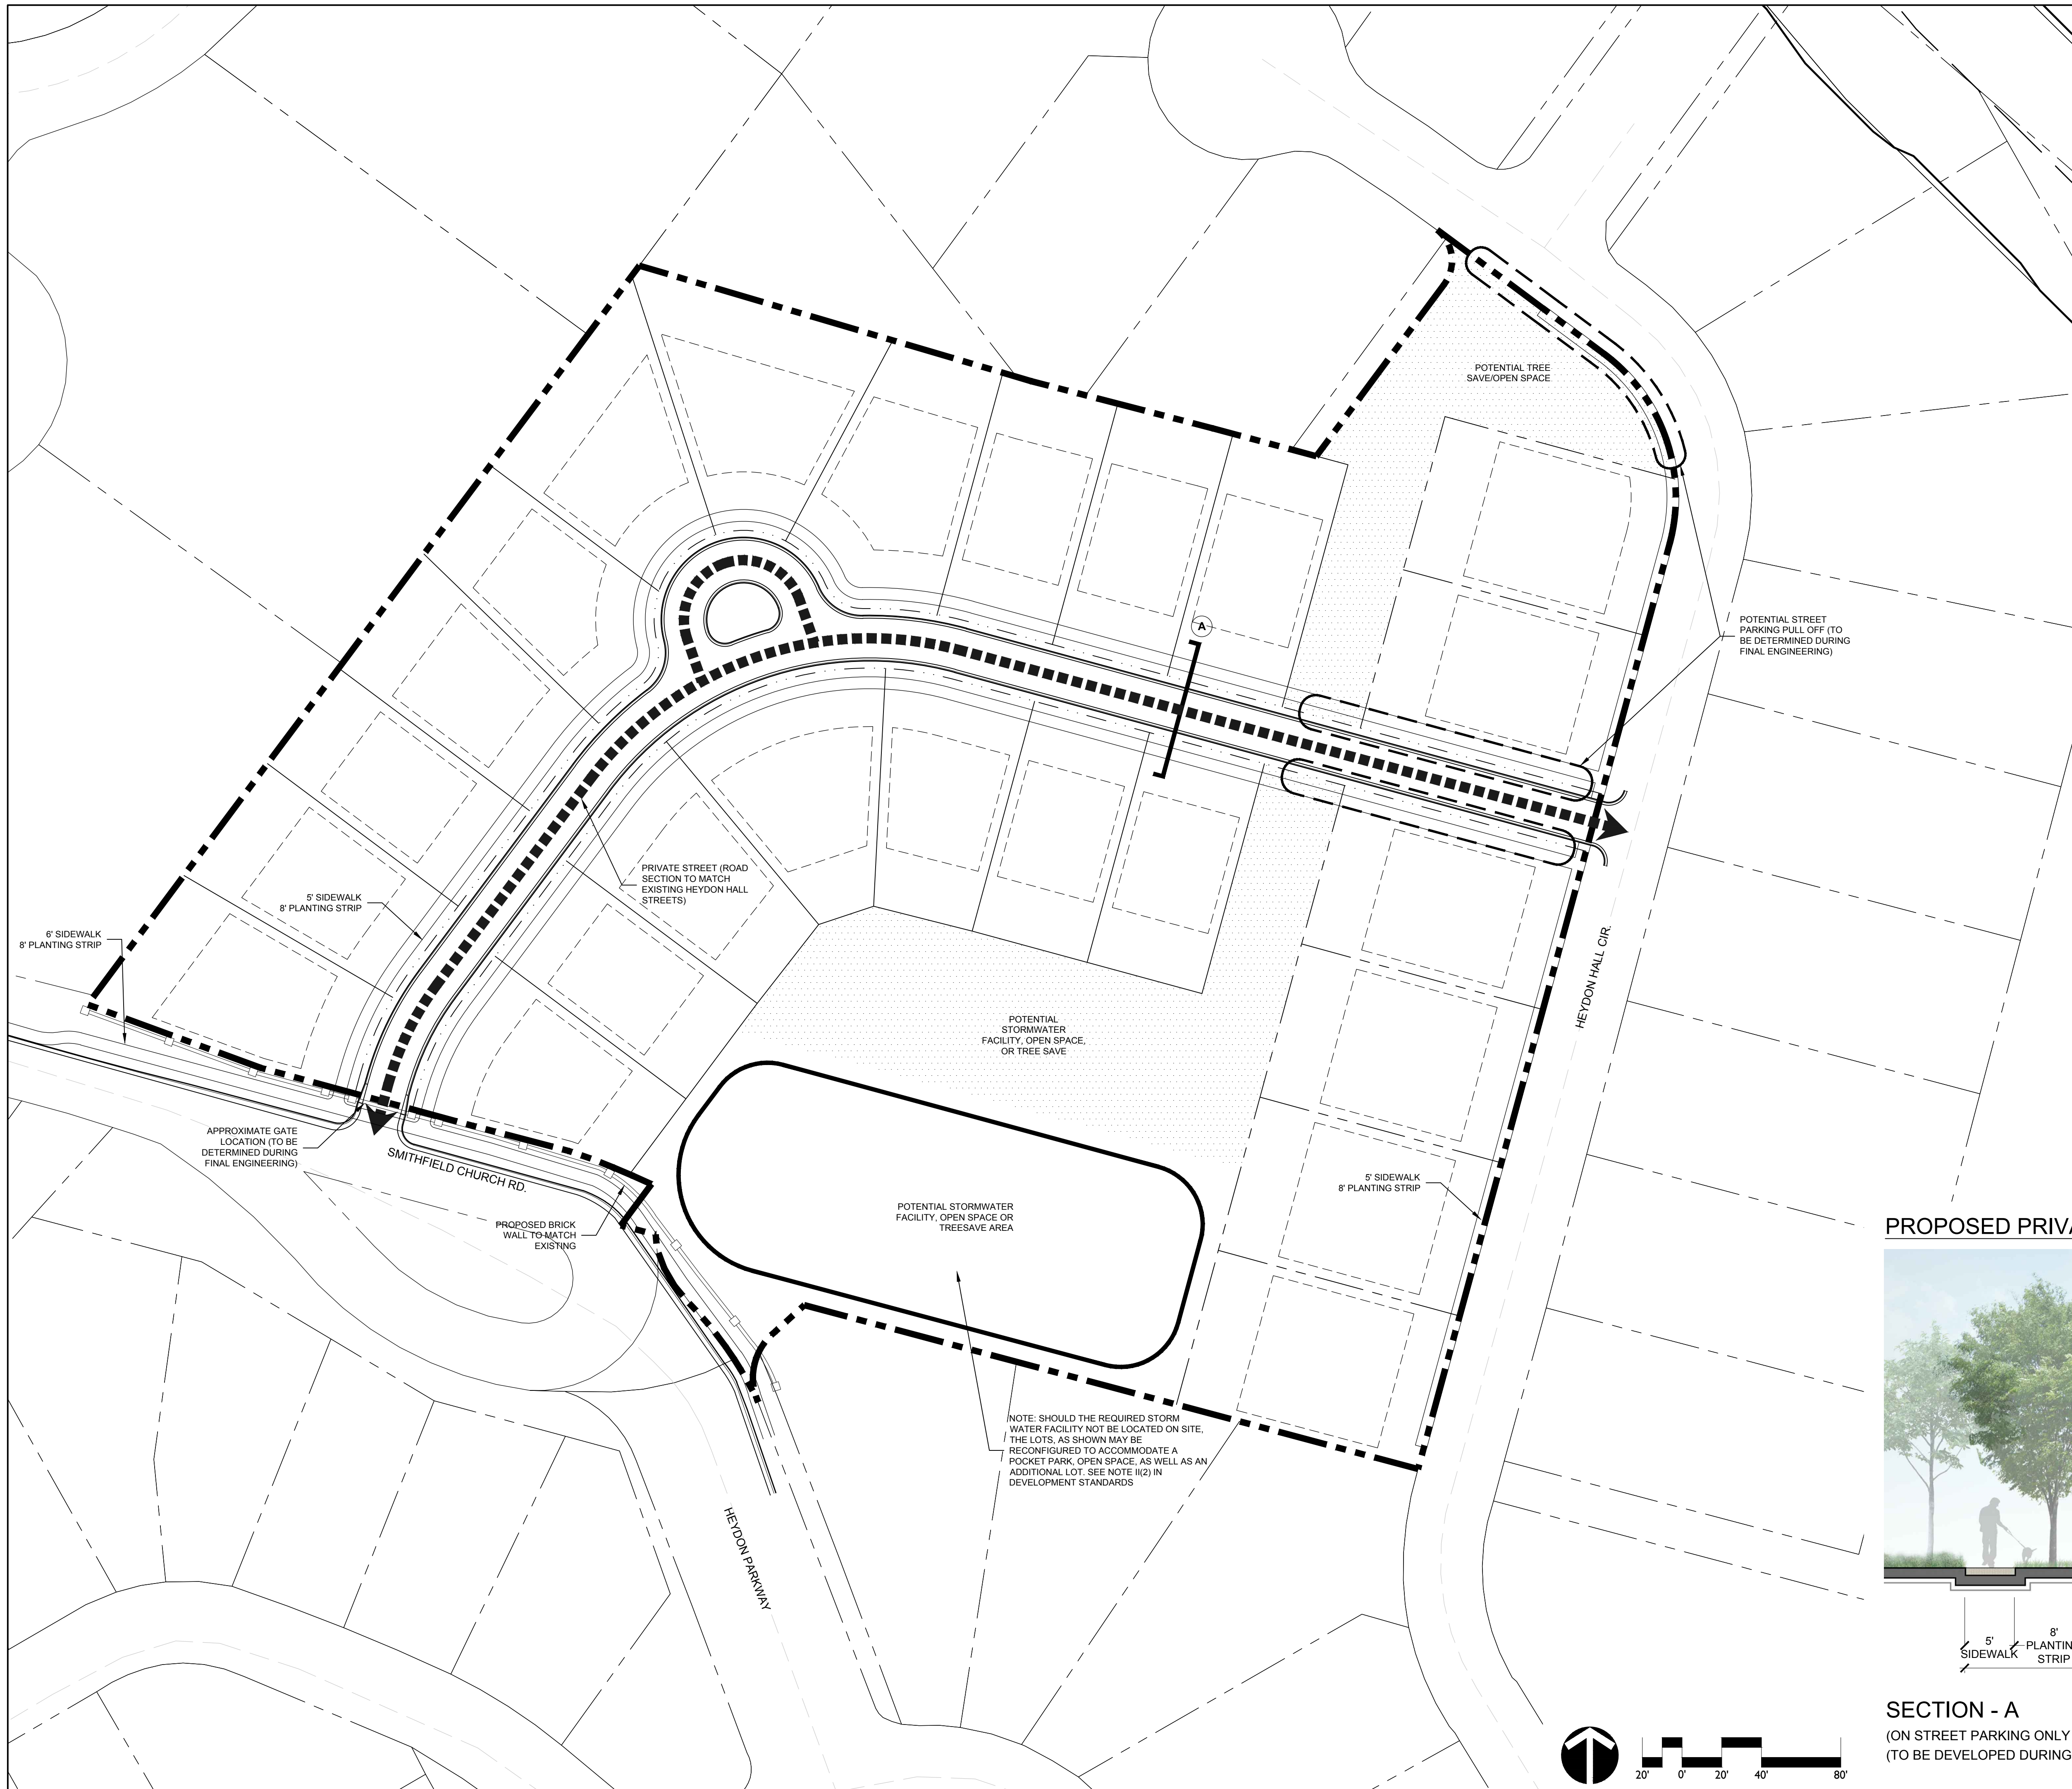 POTENTIAL TREE
SAVE/OPEN SPACE
A
POTENTIAL STREET
PARKING PULL OFF (TO
BE DETERMINED DURING
FINAL ENGINEERING)
PRIVATE STREET (ROAD
SECTION TO MATCH
EXISTING HEYDON HALL
STREETS)
5' SIDEWALK
8' PLANTING STRIP
6' SIDEWALK
8' PLANTING STRIP
HEYDON HALL CIR.
POTENTIAL
STORMWATER
FACILITY, OPEN SPACE,
OR TREE SAVE
APPROXIMATE GATE
LOCATION (TO BE
DETERMINED DURING
FINAL ENGINEERING)
SMITHFIELD CHURCH RD.
5' SIDEWALK
8' PLANTING STRIP
POTENTIAL STORMWATER
FACILITY, OPEN SPACE OR
TREESAVE AREA
PROPOSED BRICK
WALL TO MATCH
EXISTING
NOTE: SHOULD THE REQUIRED STORM
WATER FACILITY NOT BE LOCATED ON SITE,
THE LOTS, AS SHOWN MAY BE
RECONFIGURED TO ACCOMMODATE A
POCKET PARK, OPEN SPACE, AS WELL AS AN
ADDITIONAL LOT. SEE NOTE II(2) IN
DEVELOPMENT STANDARDS
HEYDON PARKWAY
PROPOSED PRIVA
5'
SIDEWALK
8'
PLANTIN
STRIP
SECTION - A
(ON STREET PARKING ONLY
(TO BE DEVELOPED DURING
20' 0' 20' 40' 80'